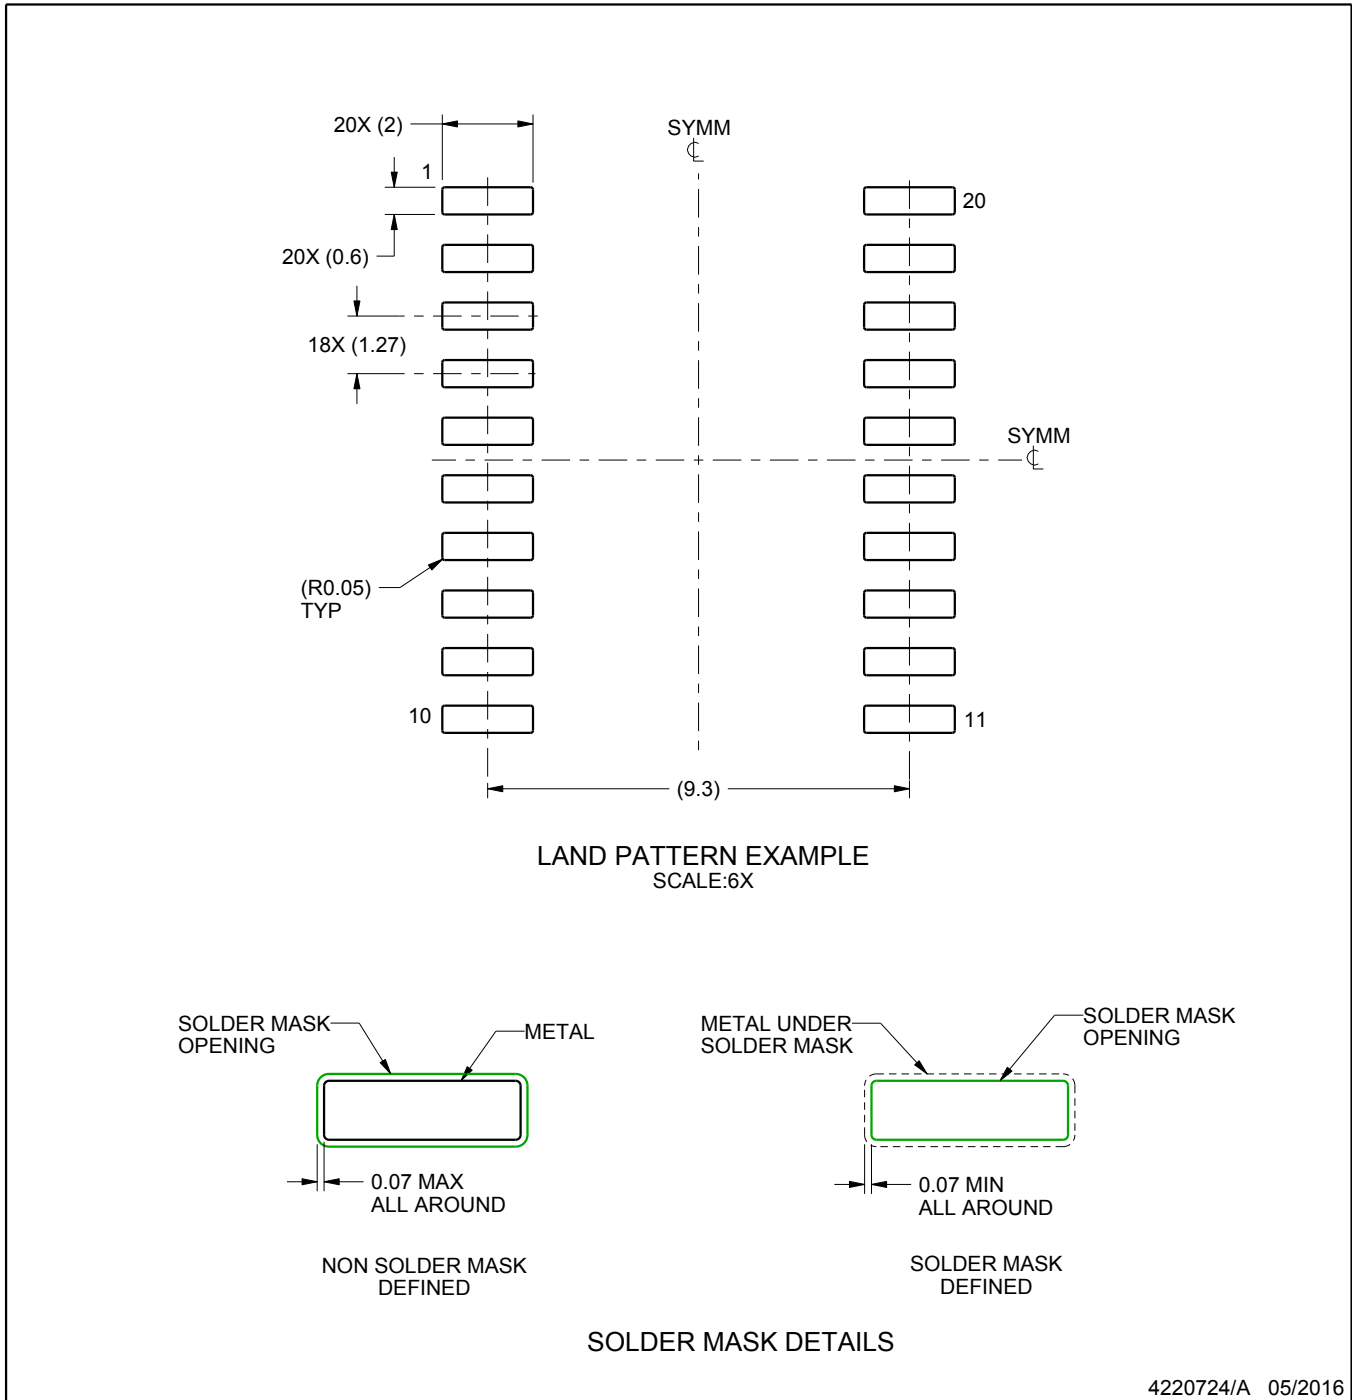 20X (2)
SYMM
℄
1
20
20X (0.6)
18X (1.27)
SYMM
℄
(R0.05)
TYP
10
11
(9.3)
LAND PATTERN EXAMPLE
SCALE:6X
SOLDER MASK
OPENING
METAL
METAL UNDER
SOLDER MASK
SOLDER MASK
OPENING
0.07 MAX
ALL AROUND
0.07 MIN
ALL AROUND
NON SOLDER MASK
DEFINED
SOLDER MASK
DEFINED
SOLDER MASK DETAILS
4220724/A 05/2016